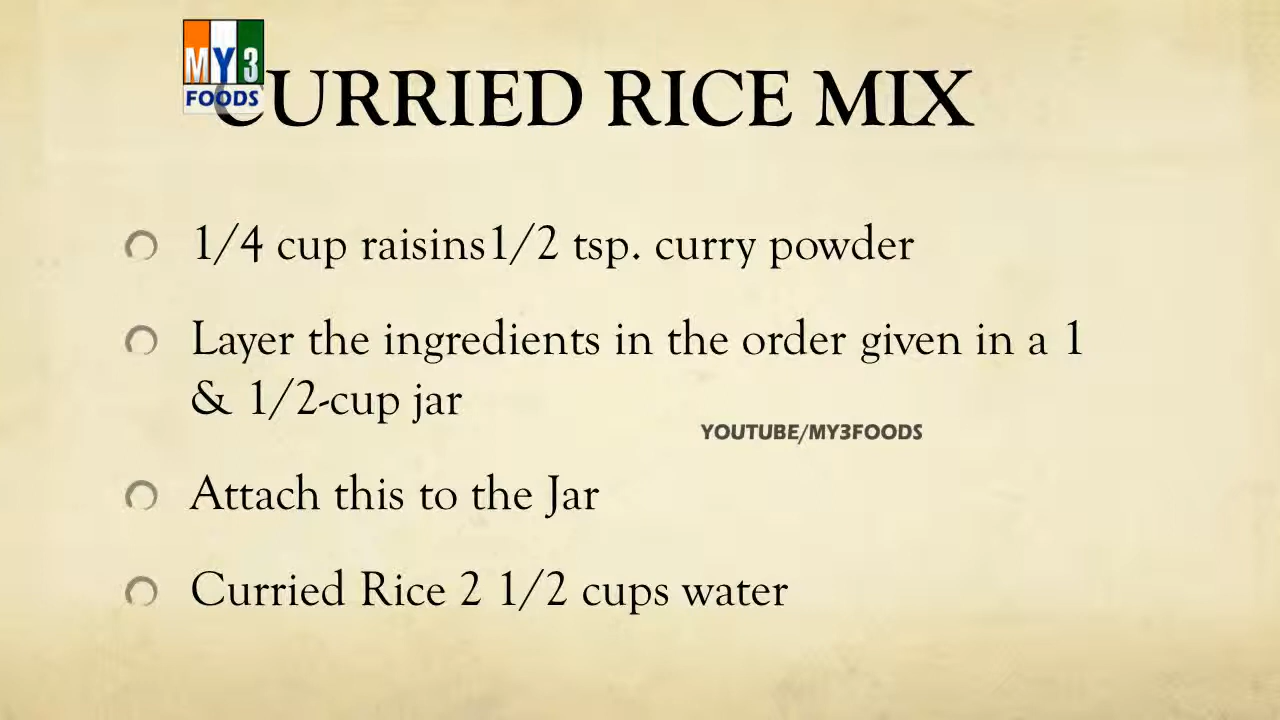 MY3
FOODS
CURRIED RICE MIX
1/4 cup raisins1/2 tsp. curry powder
Layer the ingredients in the order given in a 1
& 1/2-cup jar
YOUTUBE/MY3FOODS
Attach this to the Jar
Curried Rice 2 1/2 cups water